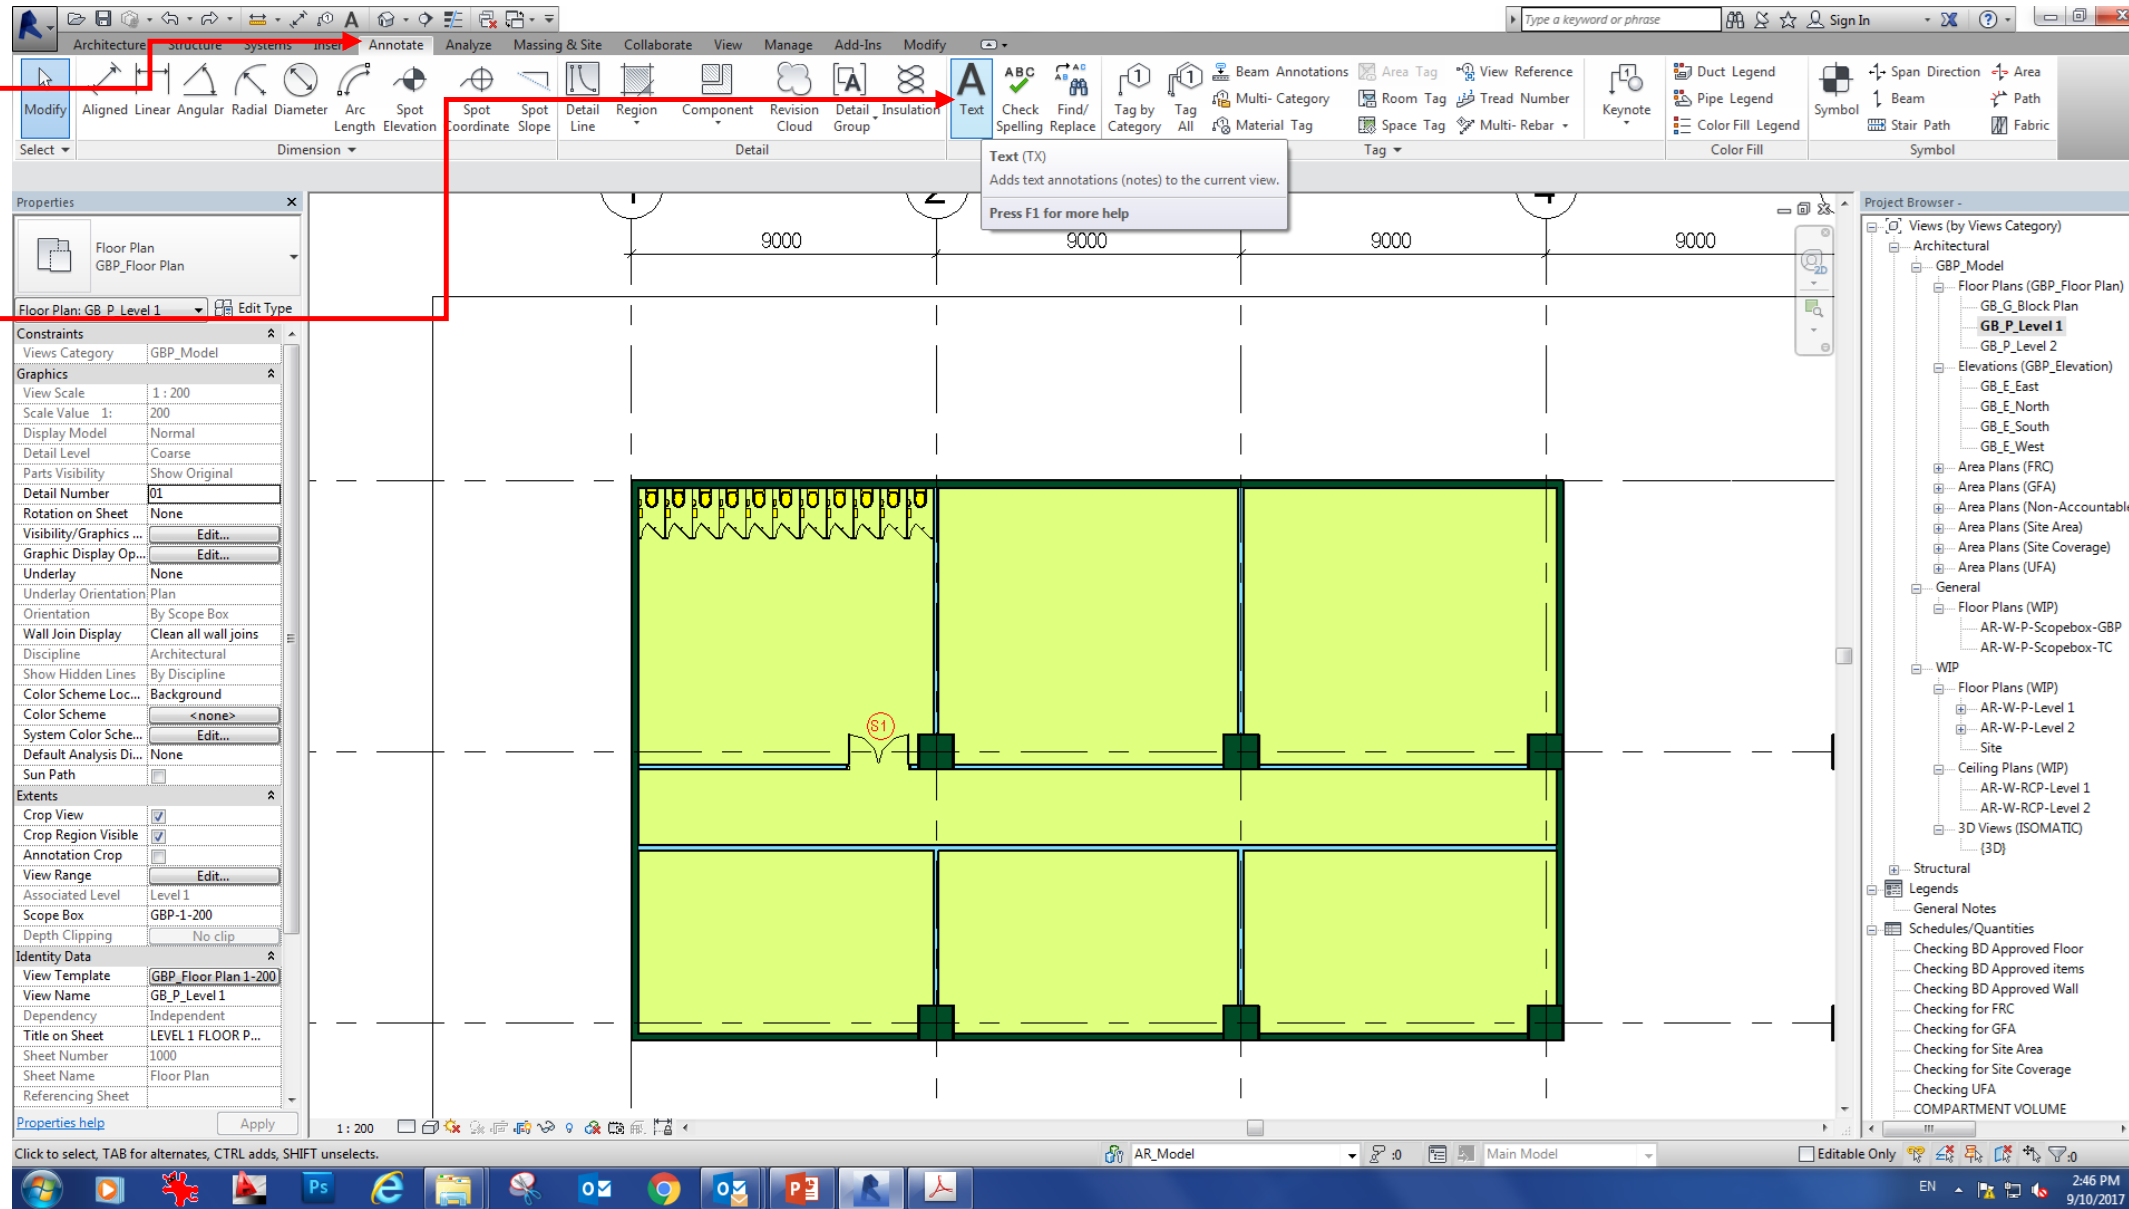 Type a keyword or phrase
Sign In
Architecture Structure Systems Insert Annotate Analyze Massing & Site Collaborate View Manage Add-Ins Modify
Modify
Aligned Linear Angular Radial Diameter Arc Length Spot Elevation Spot Coordinate Spot Slope
Detail Line Region Component Revision Cloud Detail Group Insulation
Text ABC Check Spelling Find/ Replace
Tag by Category Tag All
Beam Annotations Area Tag View Reference
Multi- Category Room Tag Tread Number
Material Tag Space Tag Multi- Rebar
Keynote
Duct Legend
Pipe Legend
Color Fill Legend
Symbol
Span Direction Area
Beam Path
Stair Path Fabric
Select Dimension Detail Tag Color Fill Symbol
Text (TX)
Adds text annotations (notes) to the current view.
Press F1 for more help
Properties
Floor Plan
GBP_Floor Plan
Floor Plan: GB_P_Level 1 Edit Type
Constraints
Views Category GBP_Model
Graphics
View Scale 1 : 200
Scale Value 1: 200
Display Model Normal
Detail Level Coarse
Parts Visibility Show Original
Detail Number 01
Rotation on Sheet None
Visibility/Graphics ... Edit...
Graphic Display Op... Edit...
Underlay None
Underlay Orientation Plan
Orientation By Scope Box
Wall Join Display Clean all wall joins
Discipline Architectural
Show Hidden Lines By Discipline
Color Scheme Loc... Background
Color Scheme <none>
System Color Sche... Edit...
Default Analysis Di... None
Sun Path
Extents
Crop View
Crop Region Visible
Annotation Crop
View Range Edit...
Associated Level Level 1
Scope Box GBP-1-200
Depth Clipping No clip
Identity Data
View Template GBP_Floor Plan 1-200
View Name GB_P_Level 1
Dependency Independent
Title on Sheet LEVEL 1 FLOOR P...
Sheet Number 1000
Sheet Name Floor Plan
Referencing Sheet
Properties help Apply
9000 9000 9000 9000
2D
S1
Project Browser -
Views (by Views Category)
Architectural
GBP_Model
Floor Plans (GBP_Floor Plan)
GB_G_Block Plan
GB_P_Level 1
GB_P_Level 2
Elevations (GBP_Elevation)
GB_E_East
GB_E_North
GB_E_South
GB_E_West
Area Plans (FRC)
Area Plans (GFA)
Area Plans (Non-Accountable
Area Plans (Site Area)
Area Plans (Site Coverage)
Area Plans (UFA)
General
Floor Plans (WIP)
AR-W-P-Scopebox-GBP
AR-W-P-Scopebox-TC
WIP
Floor Plans (WIP)
AR-W-P-Level 1
AR-W-P-Level 2
Site
Ceiling Plans (WIP)
AR-W-RCP-Level 1
AR-W-RCP-Level 2
3D Views (ISOMATIC)
{3D}
Structural
Legends
General Notes
Schedules/Quantities
Checking BD Approved Floor
Checking BD Approved items
Checking BD Approved Wall
Checking for FRC
Checking for GFA
Checking for Site Area
Checking for Site Coverage
Checking UFA
COMPARTMENT VOLUME
1 : 200
Click to select, TAB for alternates, CTRL adds, SHIFT unselects.
AR_Model :0 Main Model Editable Only :0
Ps
EN
2:46 PM
9/10/2017